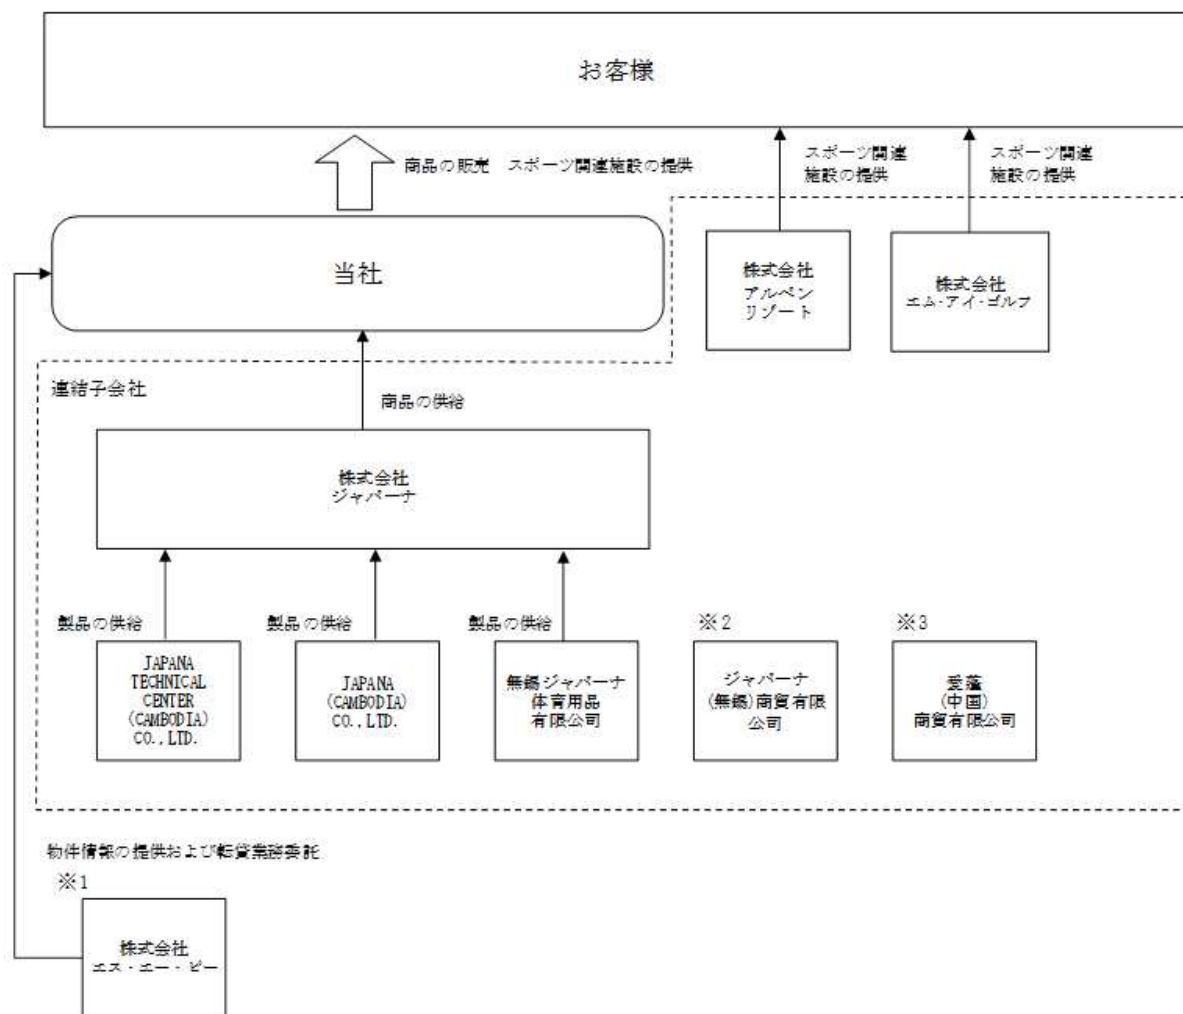 お客様
商品の販売　スポーツ関連施設の提供
スポーツ関連
施設の提供
スポーツ関連
施設の提供
当社
株式会社
アルペン
リゾート
株式会社
エム・アイ・ゴルフ
連結子会社
商品の供給
株式会社
ジャパーナ
製品の供給
製品の供給
製品の供給
※2
※3
JAPANA
TECHNICAL
CENTER
(CAMBODIA)
CO.,LTD.
JAPANA
(CAMBODIA)
CO.,LTD.
無錫ジャパーナ
体育用品
有限公司
ジャパーナ
(無錫)商貿有限
公司
愛蓬
(中国)
商貿有限公司
物件情報の提供および転貸業務委託
※1
株式会社
エス・エー・ピー